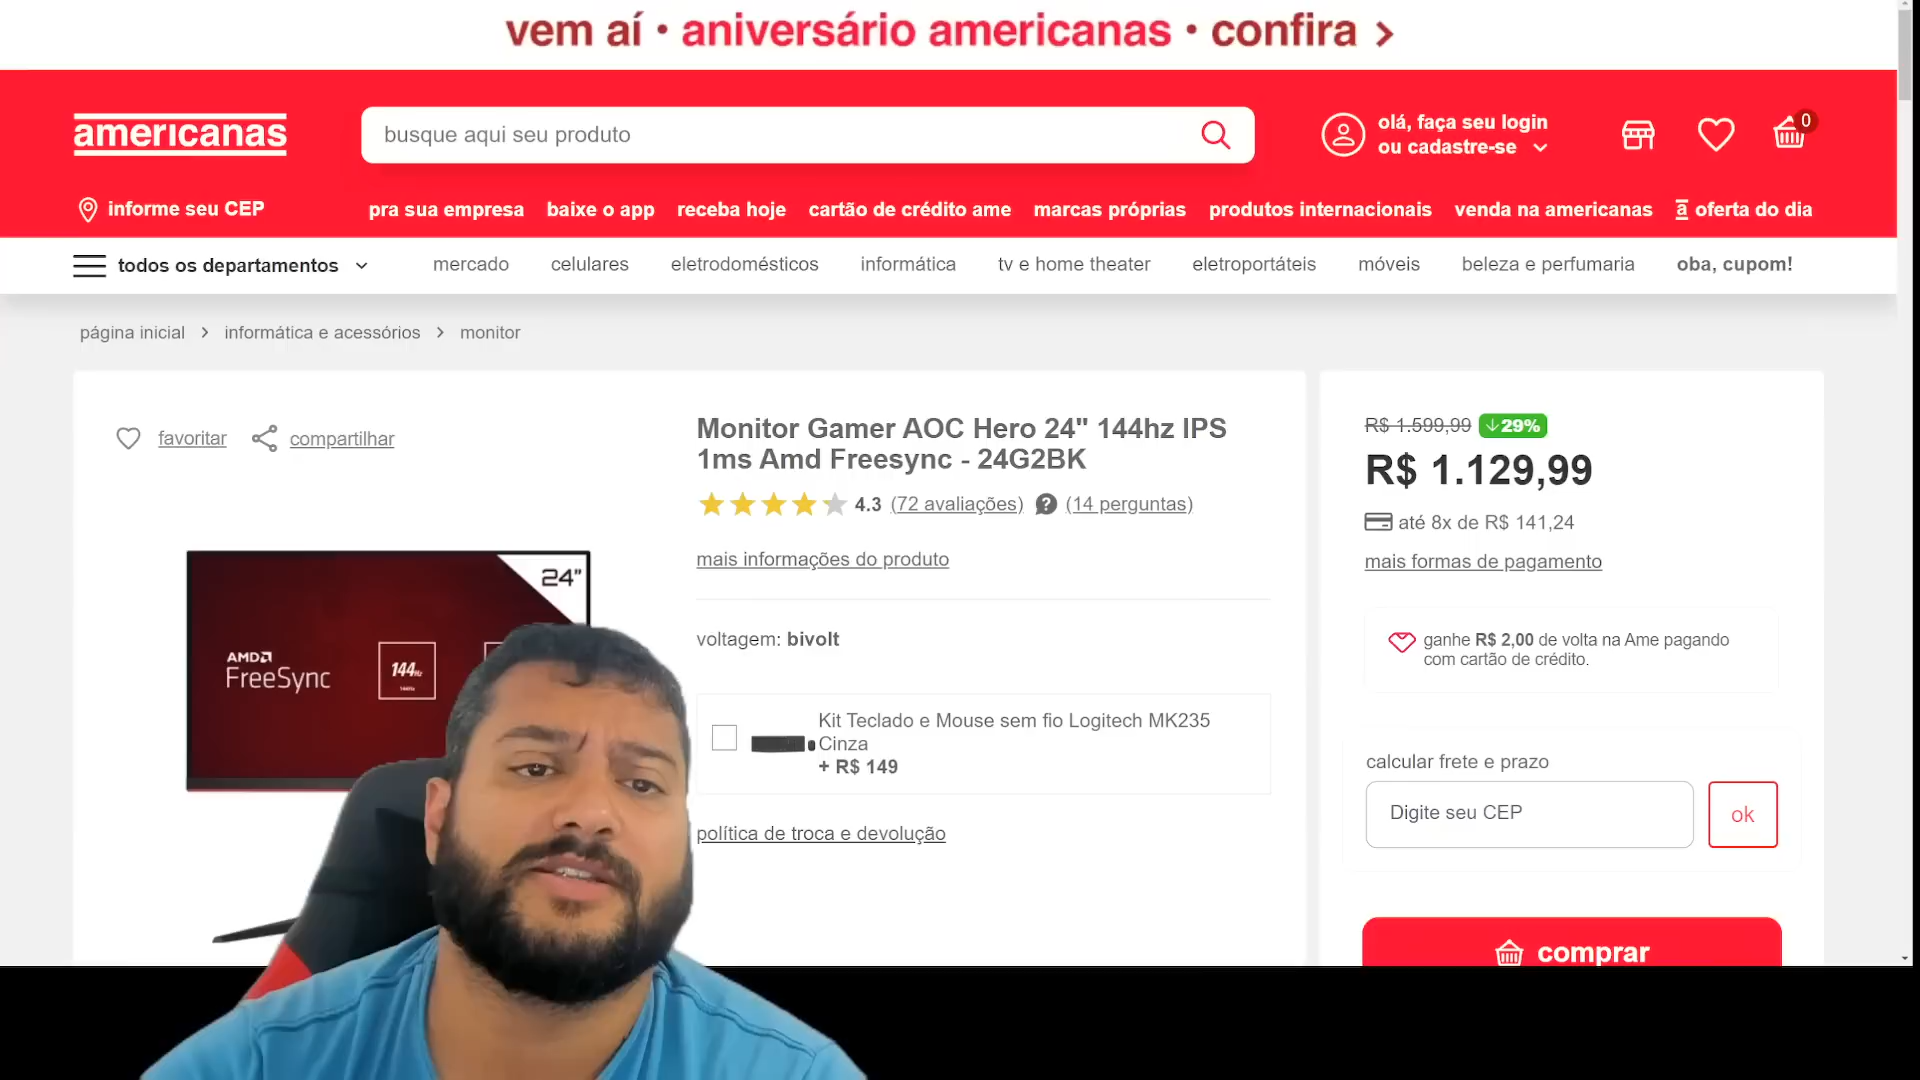 vem aí • aniversário americanas • confira >
americanas
busque aqui seu produto
olá, faça seu login
ou cadastre-se
0
informe seu CEP
pra sua empresa
baixe o app
receba hoje
cartão de crédito ame
marcas próprias
produtos internacionais
venda na americanas
a oferta do dia
todos os departamentos
mercado
celulares
eletrodomésticos
informática
tv e home theater
eletroportáteis
móveis
beleza e perfumaria
oba, cupom!
página inicial > informática e acessórios > monitor
favoritar
compartilhar
Monitor Gamer AOC Hero 24" 144hz IPS
1ms Amd Freesync - 24G2BK
4.3 (72 avaliações) ? (14 perguntas)
mais informações do produto
24"
AMD
FreeSync
144Hz
voltagem: bivolt
Kit Teclado e Mouse sem fio Logitech MK235
Cinza
+ R$ 149
política de troca e devolução
R$ 1.599,99 ↓29%
R$ 1.129,99
até 8x de R$ 141,24
mais formas de pagamento
ganhe R$ 2,00 de volta na Ame pagando
com cartão de crédito.
calcular frete e prazo
Digite seu CEP
ok
comprar